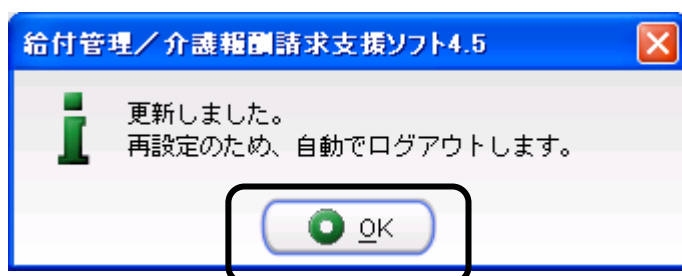 給付管理／介護報酬請求支援ソフト4.5
更新しました。
再設定のため、自動でログアウトします。
OK